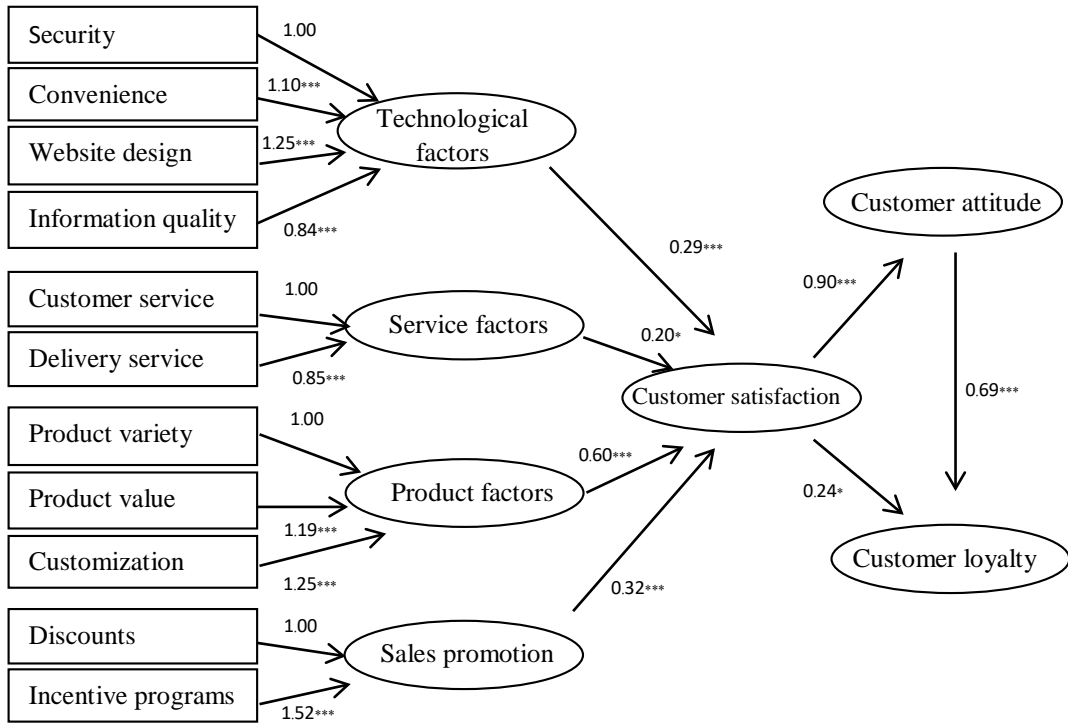 Security
1.00
Convenience
1.10***
Technological
factors
Website design
1.25***
Information quality
0.84***
Customer attitude
0.29***
0.90***
Customer service
1.00
Service factors
0.20*
Delivery service
0.85***
Customer satisfaction
0.69***
Product variety
1.00
0.60***
0.24*
Product value
Product factors
1.19***
Customization
1.25***
Customer loyalty
0.32***
Discounts
1.00
Sales promotion
Incentive programs
1.52***